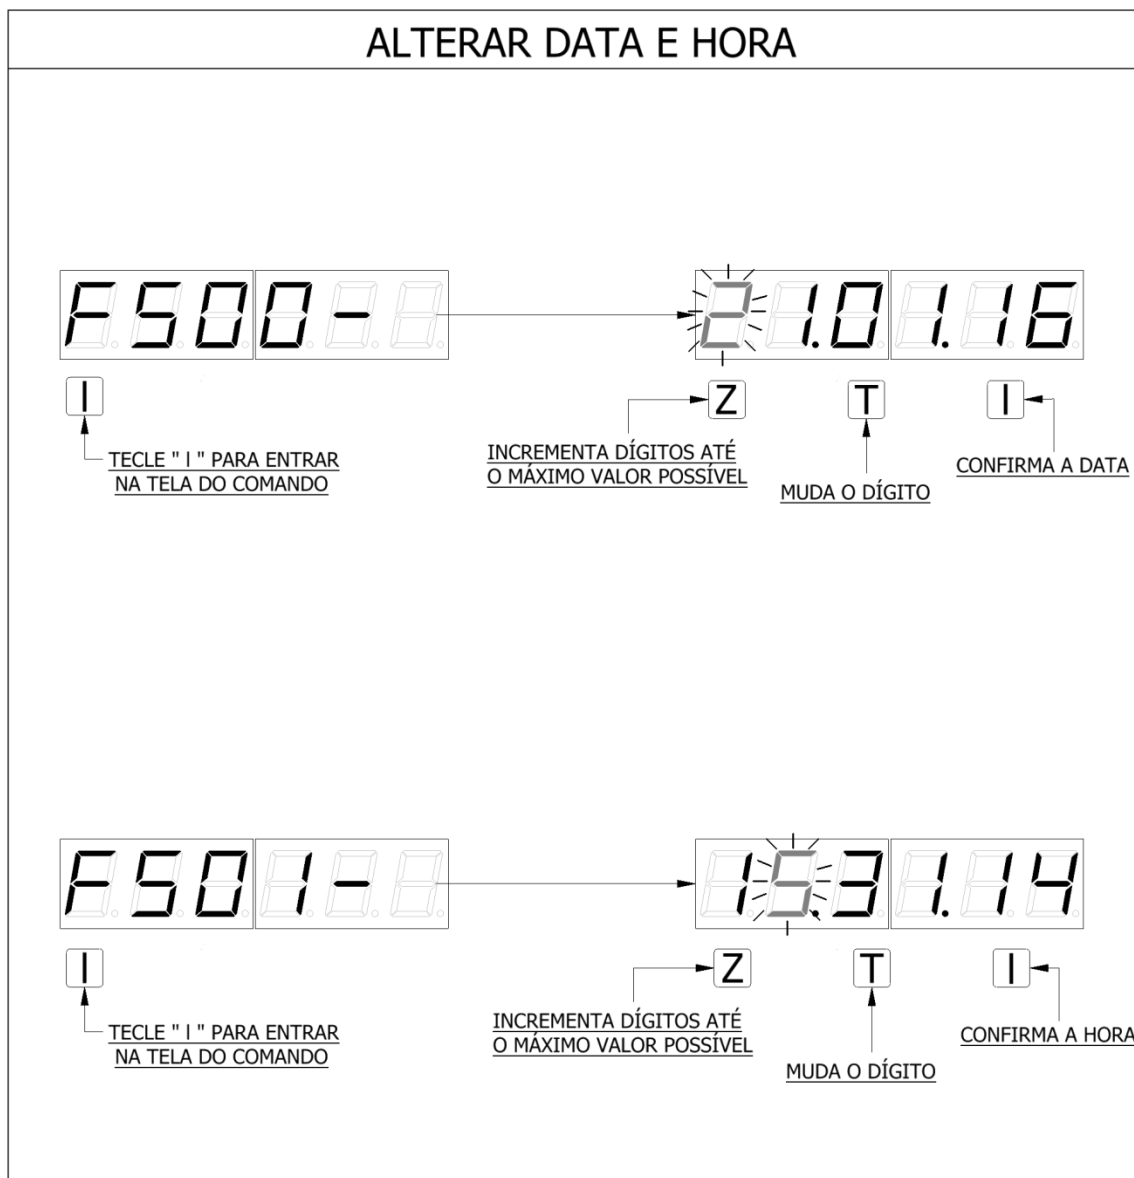 ALTERAR DATA E HORA
F500-
21.01.16
I
Z
T
I
TECLE " I " PARA ENTRAR
NA TELA DO COMANDO
INCREMENTA DÍGITOS ATÉ
O MÁXIMO VALOR POSSÍVEL
MUDA O DÍGITO
CONFIRMA A DATA
F501-
15.31.14
I
Z
T
I
TECLE " I " PARA ENTRAR
NA TELA DO COMANDO
INCREMENTA DÍGITOS ATÉ
O MÁXIMO VALOR POSSÍVEL
MUDA O DÍGITO
CONFIRMA A HORA